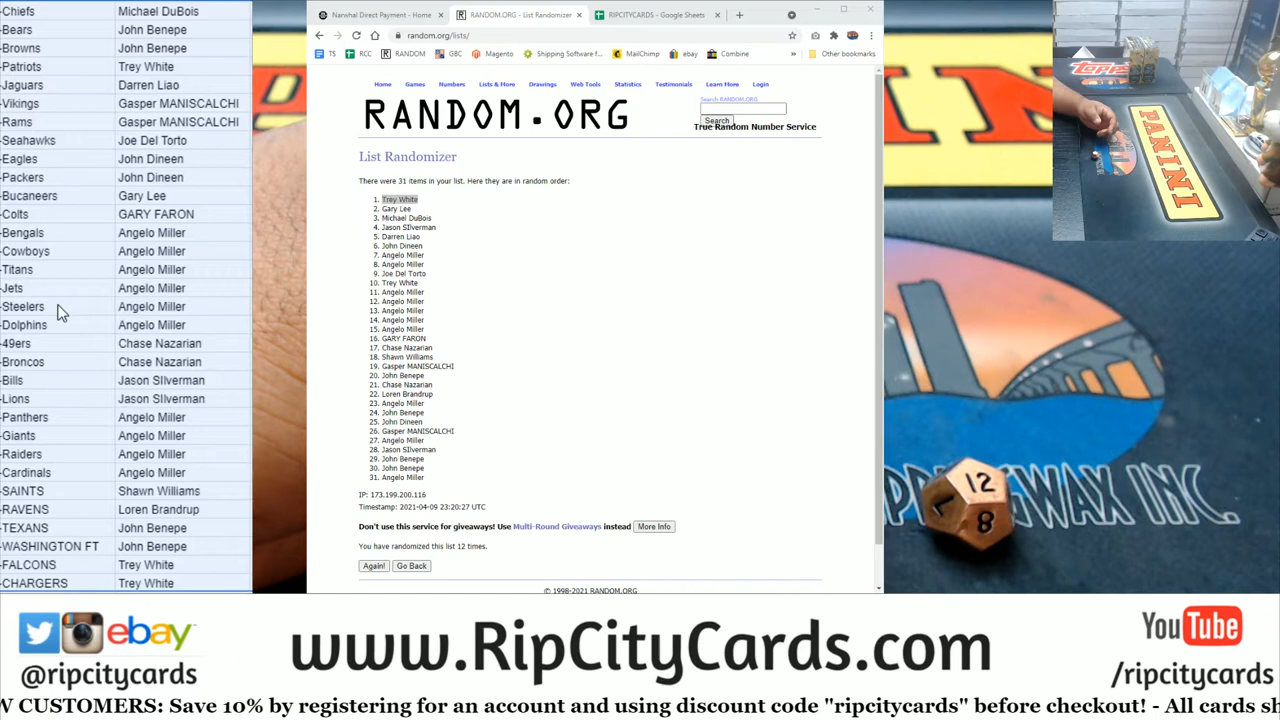 Chiefs Michael DuBois
-Bears John Benepe
-Browns John Benepe
-Patriots Trey White
-Jaguars Darren Liao
-Vikings Gasper MANISCALCHI
-Rams Gasper MANISCALCHI
-Seahawks Joe Del Torto
-Eagles John Dineen
-Packers John Dineen
-Bucaneers Gary Lee
-Colts GARY FARON
-Bengals Angelo Miller
-Cowboys Angelo Miller
-Titans Angelo Miller
-Jets Angelo Miller
-Steelers Angelo Miller
-Dolphins Angelo Miller
-49ers Chase Nazarian
-Broncos Chase Nazarian
-Bills Jason SIlverman
-Lions Jason SIlverman
-Panthers Angelo Miller
-Giants Angelo Miller
-Raiders Angelo Miller
-Cardinals Angelo Miller
-SAINTS Shawn Williams
-RAVENS Loren Brandrup
-TEXANS John Benepe
-WASHINGTON FT John Benepe
-FALCONS Trey White
-CHARGERS Trey White
Narwhal Direct Payment - Home
RANDOM.ORG - List Randomizer
RIPCITYCARDS - Google Sheets
random.org/lists/
TS RCC RANDOM GBC Magento Shipping Software fo... MailChimp ebay Combine » Other bookmarks
Home Games Numbers Lists & More Drawings Web Tools Statistics Testimonials Learn More Login
RANDOM.ORG
Search RANDOM.ORG
Search
True Random Number Service
List Randomizer
There were 31 items in your list. Here they are in random order:
1. Trey White
2. Gary Lee
3. Michael DuBois
4. Jason SIlverman
5. Darren Liao
6. John Dineen
7. Angelo Miller
8. Angelo Miller
9. Joe Del Torto
10. Trey White
11. Angelo Miller
12. Angelo Miller
13. Angelo Miller
14. Angelo Miller
15. Angelo Miller
16. GARY FARON
17. Chase Nazarian
18. Shawn Williams
19. Gasper MANISCALCHI
20. John Benepe
21. Chase Nazarian
22. Loren Brandrup
23. Angelo Miller
24. John Benepe
25. John Dineen
26. Gasper MANISCALCHI
27. Angelo Miller
28. Jason SIlverman
29. John Benepe
30. John Benepe
31. Angelo Miller
IP: 173.199.200.116
Timestamp: 2021-04-09 23:20:27 UTC
Don't use this service for giveaways! Use Multi-Round Giveaways instead More Info
You have randomized this list 12 times.
Again! Go Back
© 1998-2021 RANDOM.ORG
Topps
PANINI
12
8
WAX INC.
ebay
@ripcitycards
www.RipCityCards.com
YouTube
/ripcitycards
W CUSTOMERS: Save 10% by registering for an account and using discount code "ripcitycards" before checkout! - All cards sh